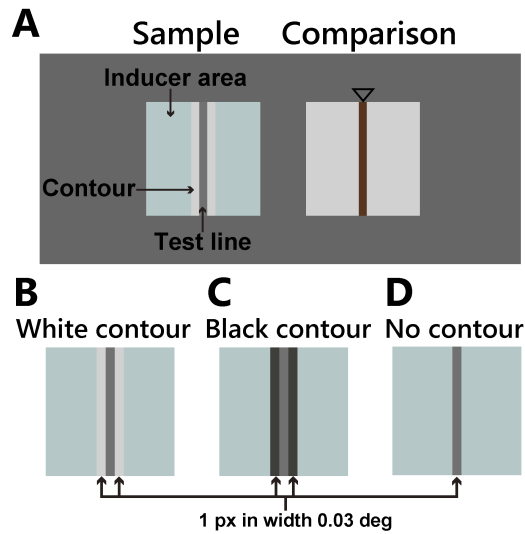 A
Sample Comparison
Inducer area
Contour
Test line
B C D
White contour Black contour No contour
1 px in width 0.03 deg